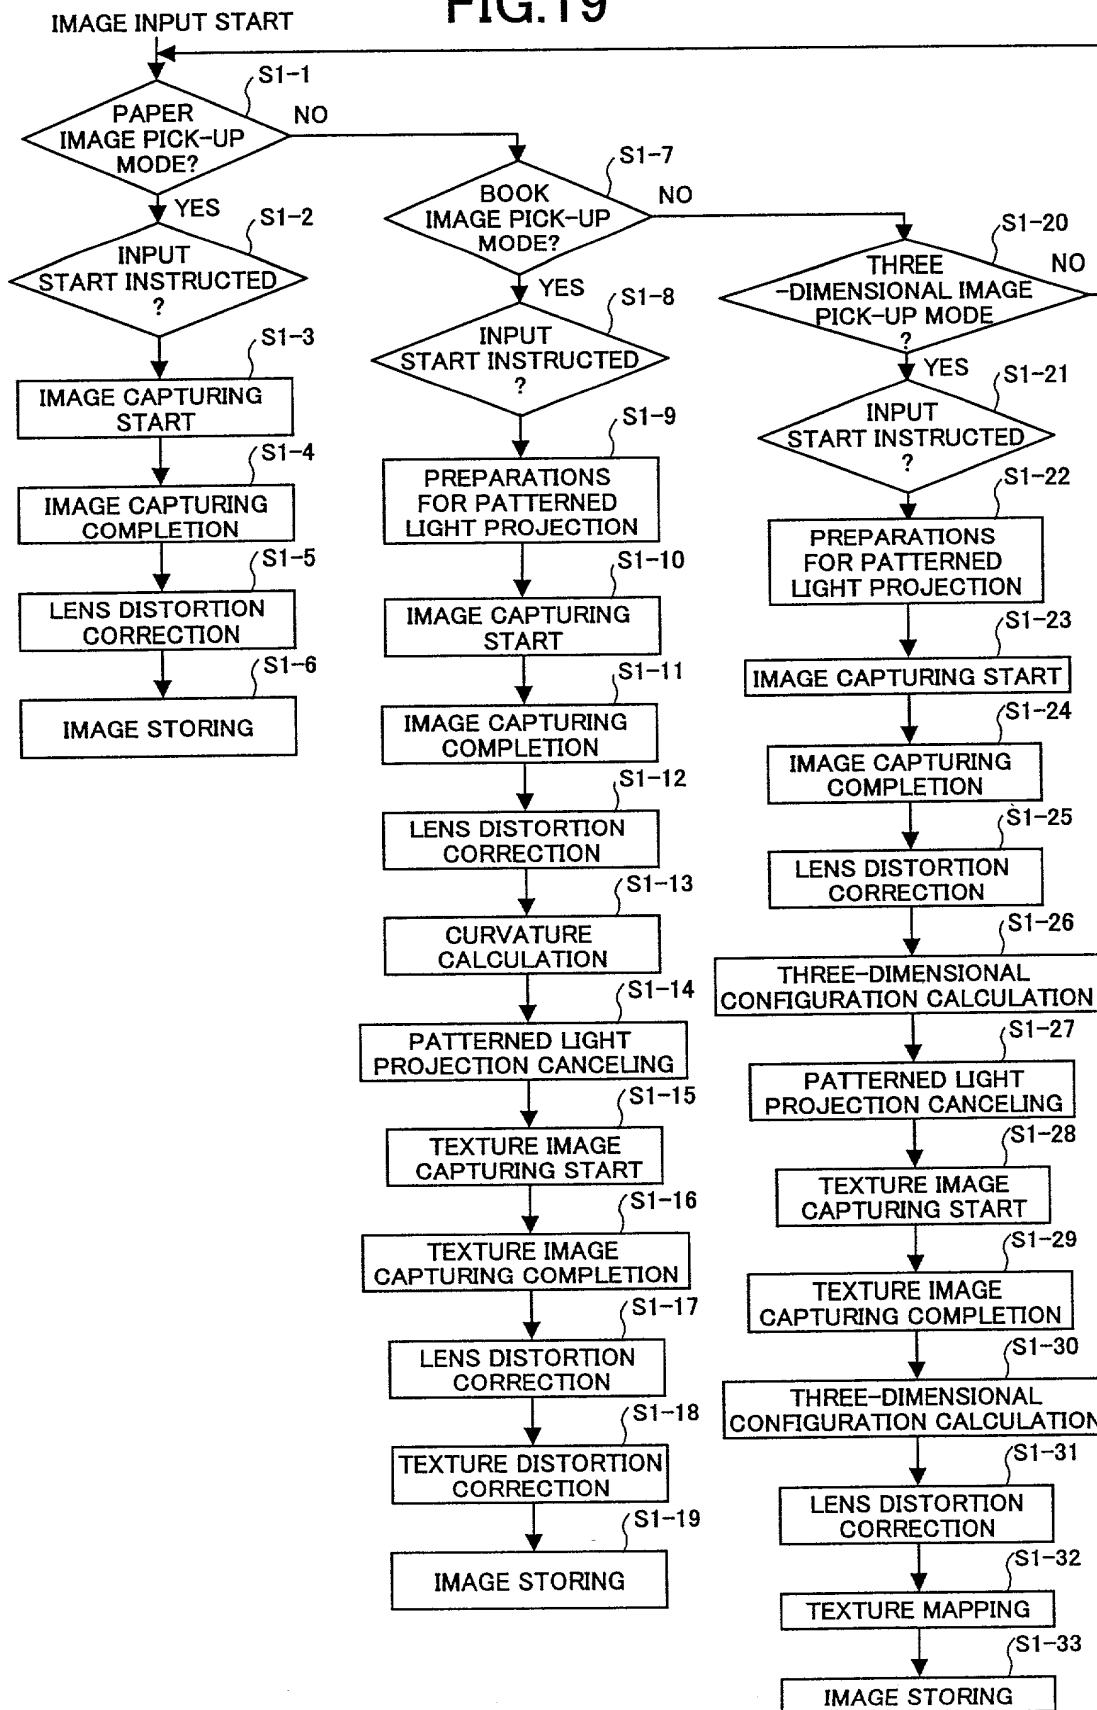 FIG.19
IMAGE INPUT START
S1-1
PAPER
IMAGE PICK-UP
MODE?
NO
YES
S1-2
INPUT
START INSTRUCTED
?
S1-3
IMAGE CAPTURING
START
S1-4
IMAGE CAPTURING
COMPLETION
S1-5
LENS DISTORTION
CORRECTION
S1-6
IMAGE STORING
S1-7
BOOK
IMAGE PICK-UP
MODE?
NO
YES
S1-8
INPUT
START INSTRUCTED
?
S1-9
PREPARATIONS
FOR PATTERNED
LIGHT PROJECTION
S1-10
IMAGE CAPTURING
START
S1-11
IMAGE CAPTURING
COMPLETION
S1-12
LENS DISTORTION
CORRECTION
S1-13
CURVATURE
CALCULATION
S1-14
PATTERNED LIGHT
PROJECTION CANCELING
S1-15
TEXTURE IMAGE
CAPTURING START
S1-16
TEXTURE IMAGE
CAPTURING COMPLETION
S1-17
LENS DISTORTION
CORRECTION
S1-18
TEXTURE DISTORTION
CORRECTION
S1-19
IMAGE STORING
S1-20
THREE
-DIMENSIONAL IMAGE
PICK-UP MODE
?
NO
YES
S1-21
INPUT
START INSTRUCTED
?
S1-22
PREPARATIONS
FOR PATTERNED
LIGHT PROJECTION
S1-23
IMAGE CAPTURING START
S1-24
IMAGE CAPTURING
COMPLETION
S1-25
LENS DISTORTION
CORRECTION
S1-26
THREE-DIMENSIONAL
CONFIGURATION CALCULATION
S1-27
PATTERNED LIGHT
PROJECTION CANCELING
S1-28
TEXTURE IMAGE
CAPTURING START
S1-29
TEXTURE IMAGE
CAPTURING COMPLETION
S1-30
THREE-DIMENSIONAL
CONFIGURATION CALCULATION
S1-31
LENS DISTORTION
CORRECTION
S1-32
TEXTURE MAPPING
S1-33
IMAGE STORING